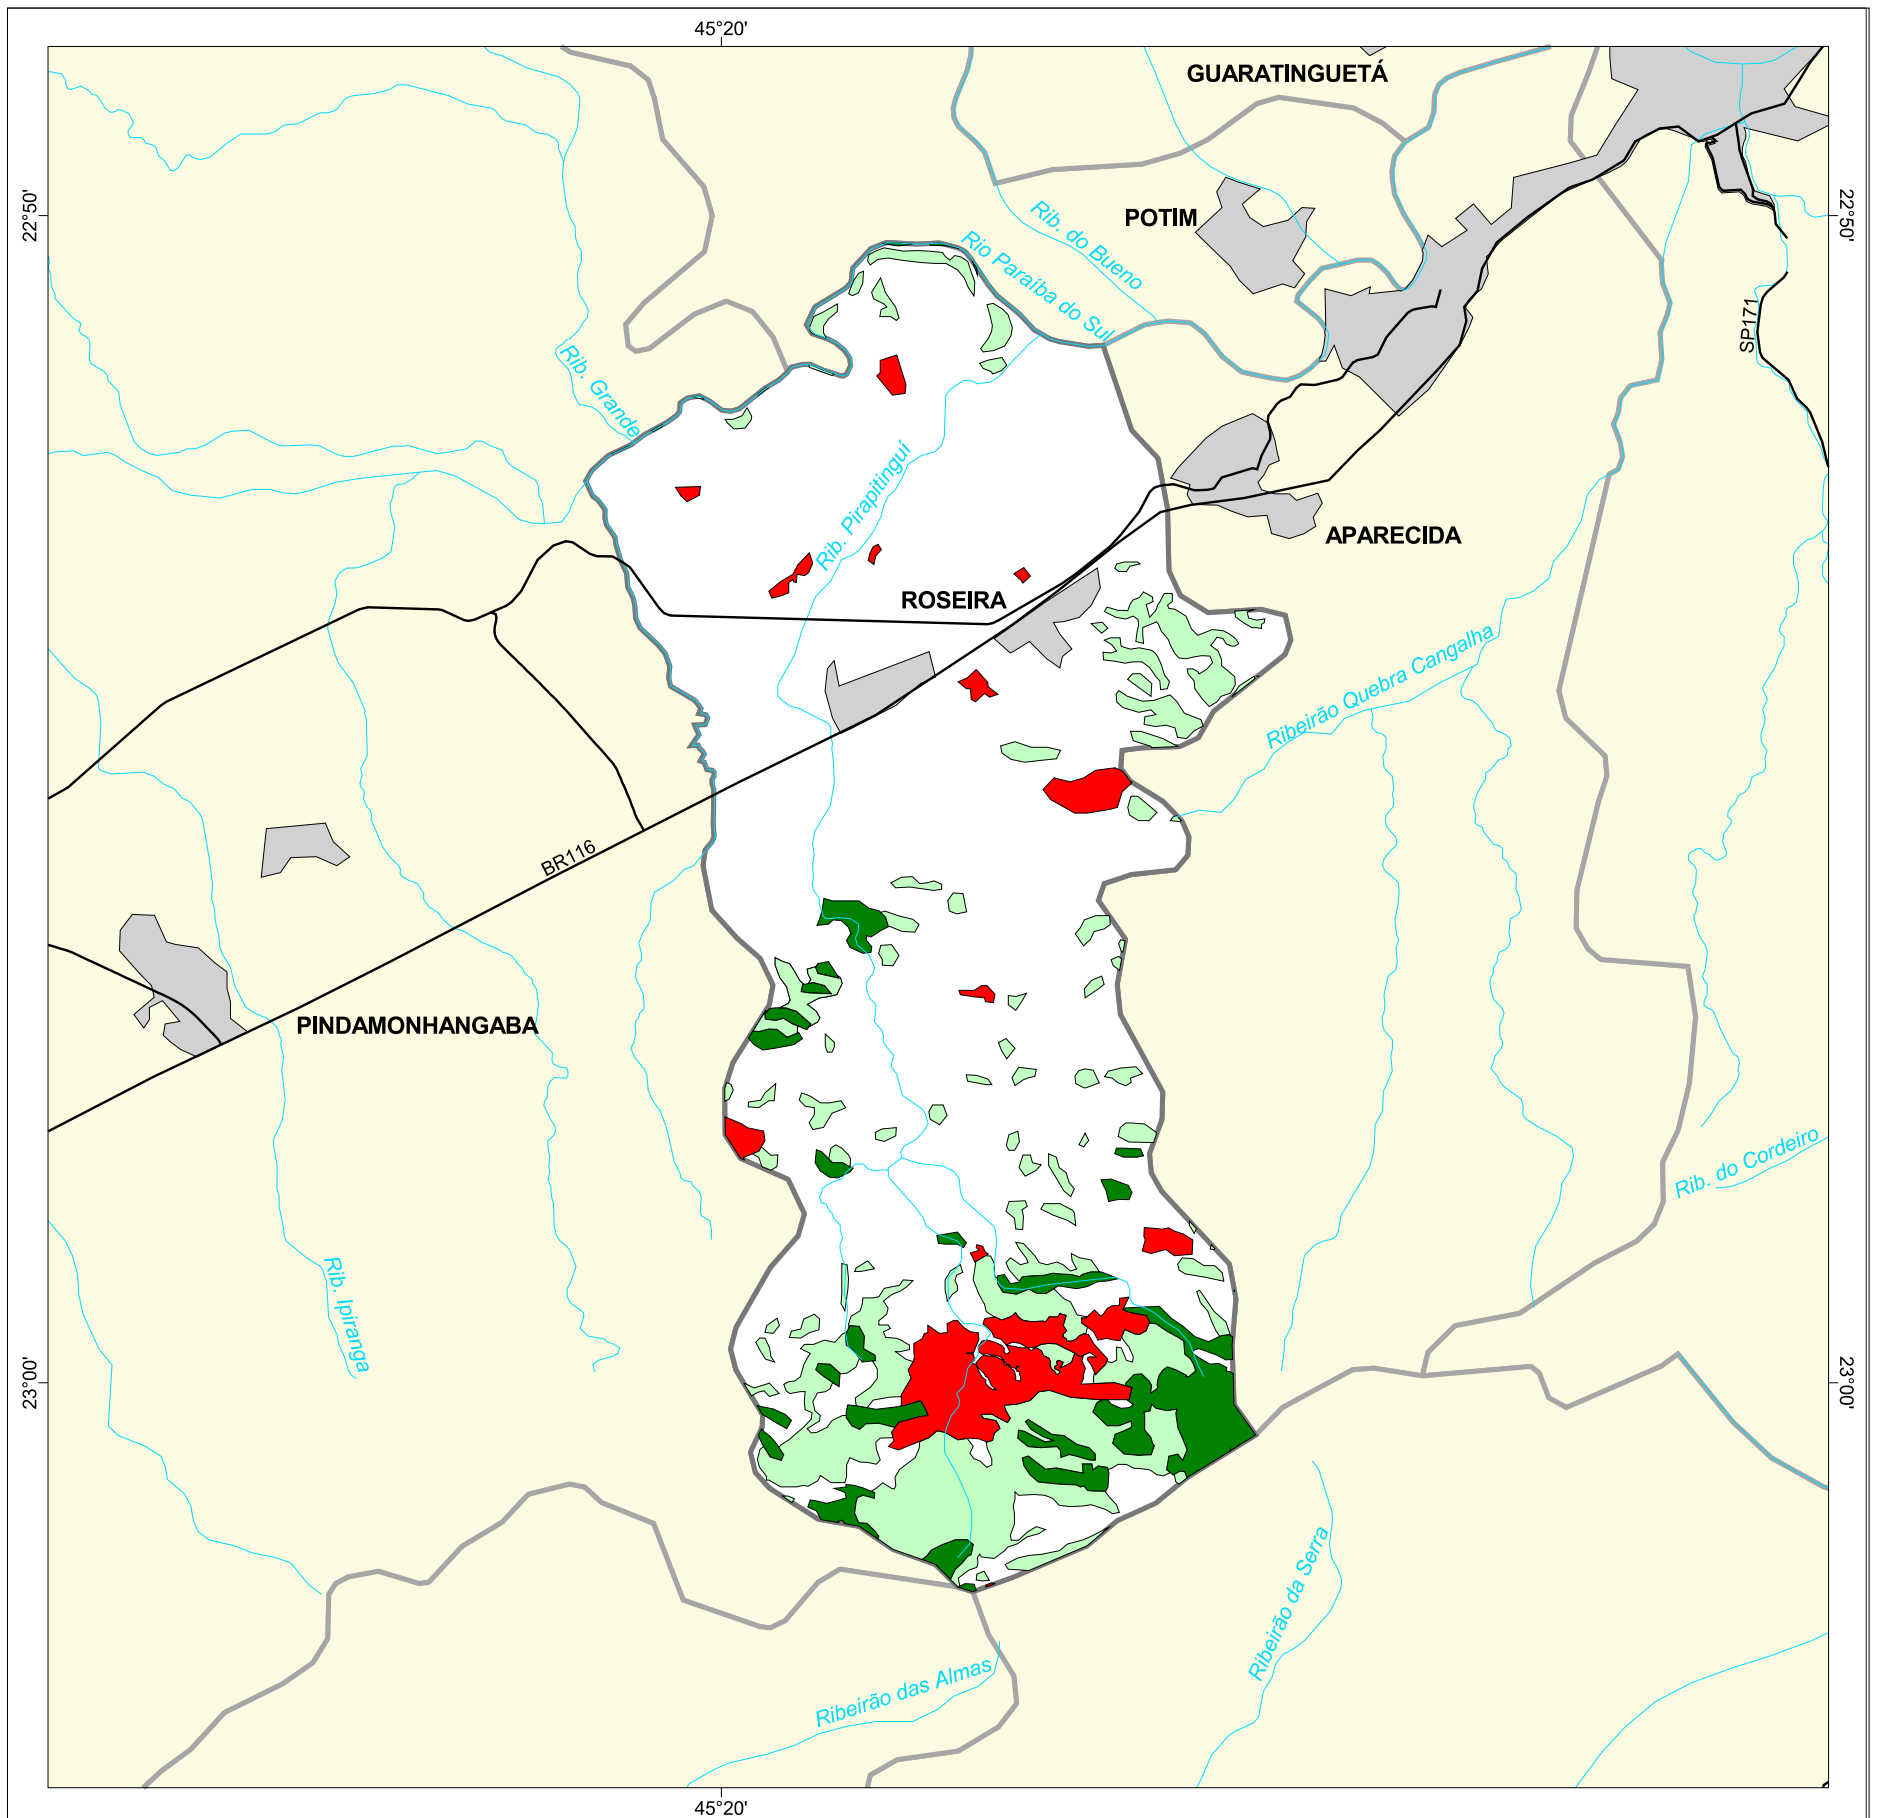 45°20'
GUARATINGUETÁ
22°50'
22°50'
POTIM
Rib. do Bueno
Rio Paraíba do Sul
SP171
Rib. Grande
Rib. Pirapitinguí
APARECIDA
ROSEIRA
Ribeirão Quebra Cangalha
BR116
PINDAMONHANGABA
Rib. do Cordeiro
Rib. Ipiranga
23°00'
23°00'
Ribeirão da Serra
Ribeirão das Almas
45°20'